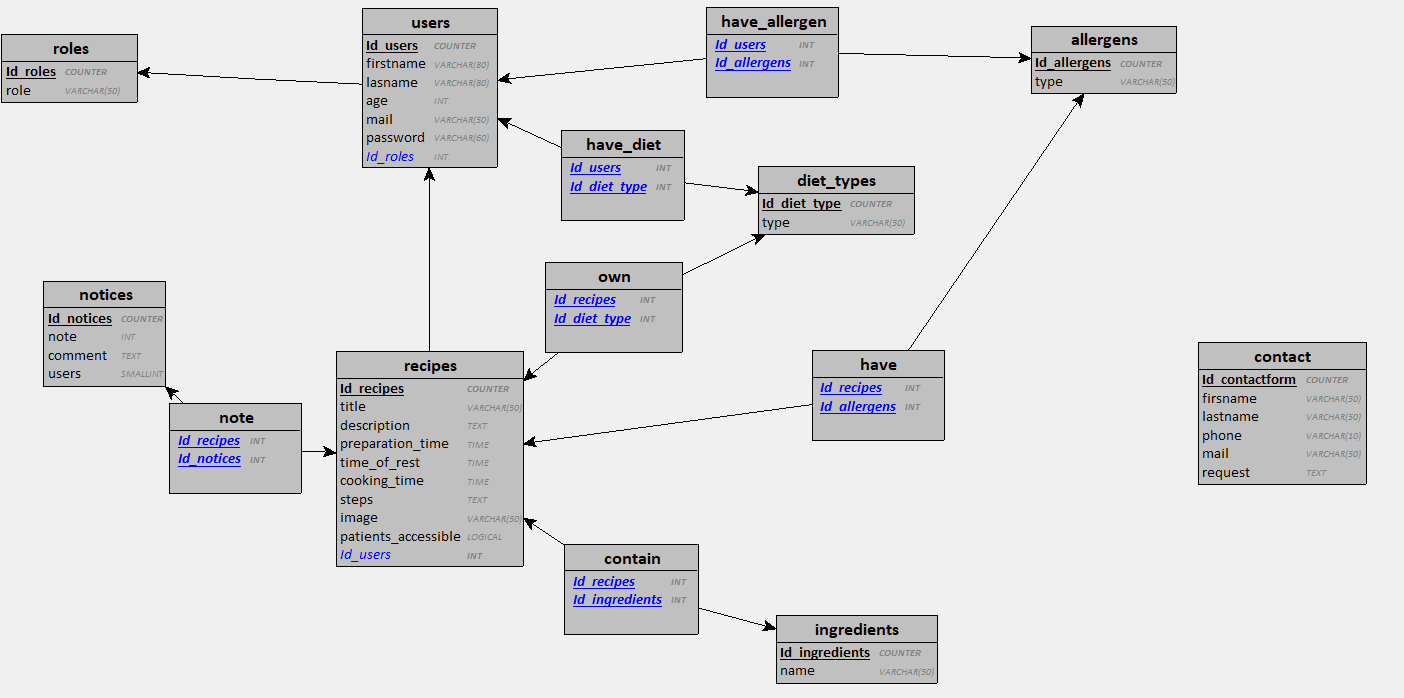 roles
Id_roles COUNTER
role VARCHAR(50)
users
Id_users COUNTER
firstname VARCHAR(80)
lasname VARCHAR(80)
age INT
mail VARCHAR(50)
password VARCHAR(60)
Id_roles INT
have_allergen
Id_users INT
Id_allergens INT
allergens
Id_allergens COUNTER
type VARCHAR(50)
have_diet
Id_users INT
Id_diet_type INT
diet_types
Id_diet_type COUNTER
type VARCHAR(50)
own
Id_recipes INT
Id_diet_type INT
notices
Id_notices COUNTER
note INT
comment TEXT
users SMALLINT
note
Id_recipes INT
Id_notices INT
recipes
Id_recipes COUNTER
title VARCHAR(50)
description TEXT
preparation_time TIME
time_of_rest TIME
cooking_time TIME
steps TEXT
image VARCHAR(50)
patients_accessible LOGICAL
Id_users INT
have
Id_recipes INT
Id_allergens INT
contact
Id_contactform COUNTER
firsname VARCHAR(50)
lastname VARCHAR(50)
phone VARCHAR(10)
mail VARCHAR(50)
request TEXT
contain
Id_recipes INT
Id_ingredients INT
ingredients
Id_ingredients COUNTER
name VARCHAR(50)